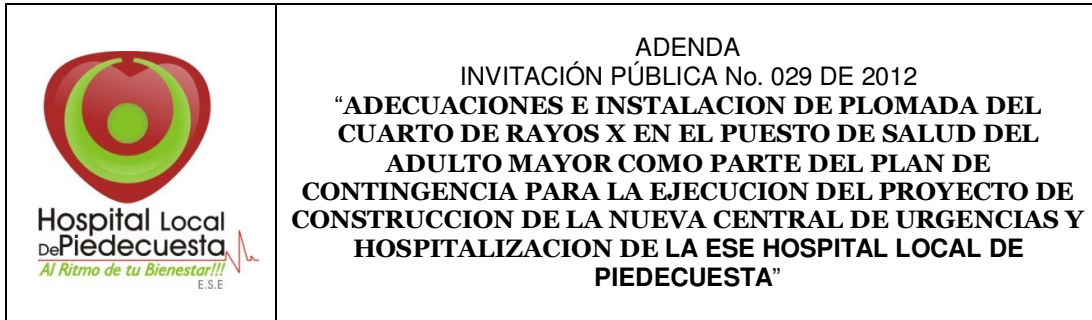 Hospital Local
DePiedecuesta
Al Ritmo de tu Bienestar!!!
E.S.E
ADENDA
INVITACIÓN PÚBLICA No. 029 DE 2012
“ADECUACIONES E INSTALACION DE PLOMADA DEL
CUARTO DE RAYOS X EN EL PUESTO DE SALUD DEL
ADULTO MAYOR COMO PARTE DEL PLAN DE
CONTINGENCIA PARA LA EJECUCION DEL PROYECTO DE
CONSTRUCCION DE LA NUEVA CENTRAL DE URGENCIAS Y
HOSPITALIZACION DE LA ESE HOSPITAL LOCAL DE
PIEDECUESTA”